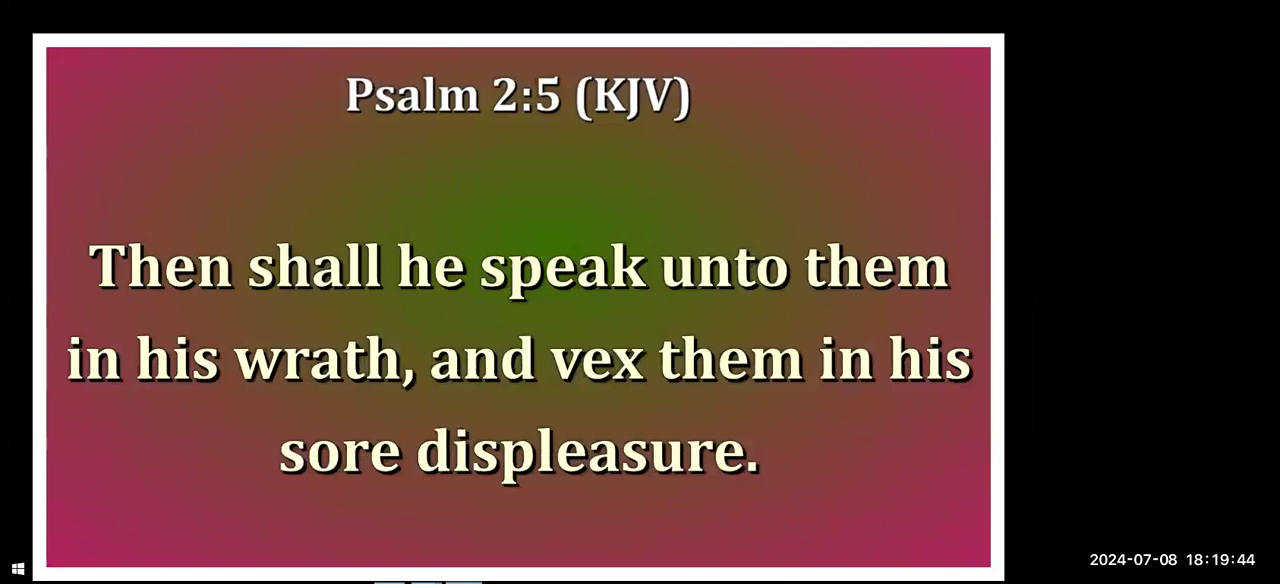 Psalm 2:5 (KJV)
Then shall he speak unto them
in his wrath, and vex them in his
sore displeasure.
2024-07-08 18:19:44